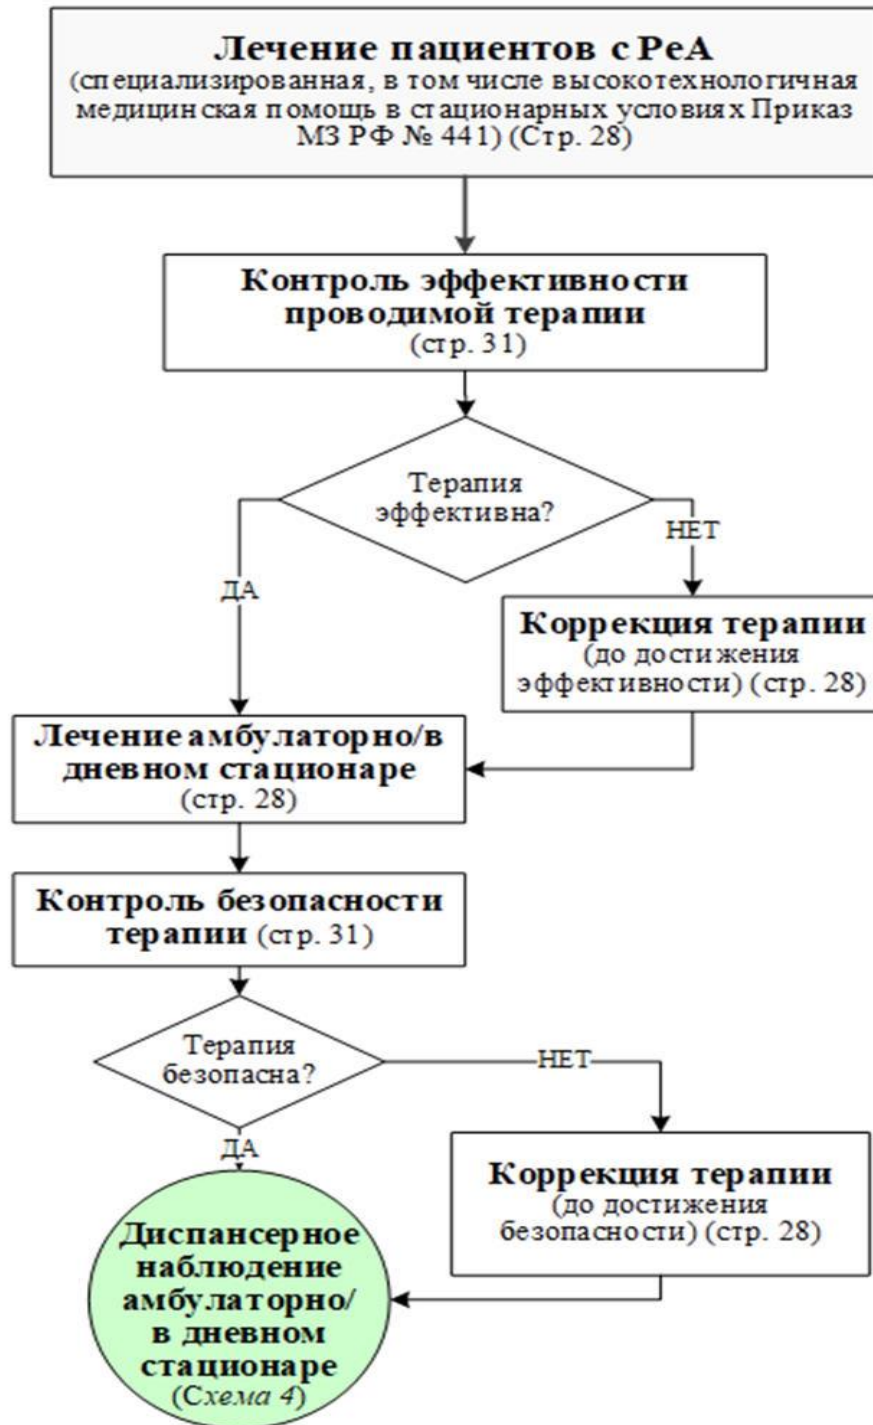 Лечение пациентов с РеА
(специализированная, в том числе высокотехнологичная
медицинская помощь в стационарных условиях Приказ
МЗ РФ № 441) (Стр. 28)
Контроль эффективности
проводимой терапии
(стр. 31)
Терапия
эффективна?
НЕТ
ДА
Коррекция терапии
(до достижения
эффективности) (стр. 28)
Лечение амбулаторно/в
дневном стационаре
(стр. 28)
Контроль безопасности
терапии (стр. 31)
Терапия
безопасна?
НЕТ
ДА
Коррекция терапии
(до достижения
безопасности) (стр. 28)
Диспансерное
наблюдение
амбулаторно/
в дневном
стационаре
(Схема 4)